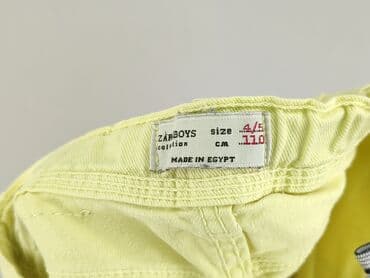 ZARA BOYS size 4/5
collection cm 110
MADE IN EGYPT